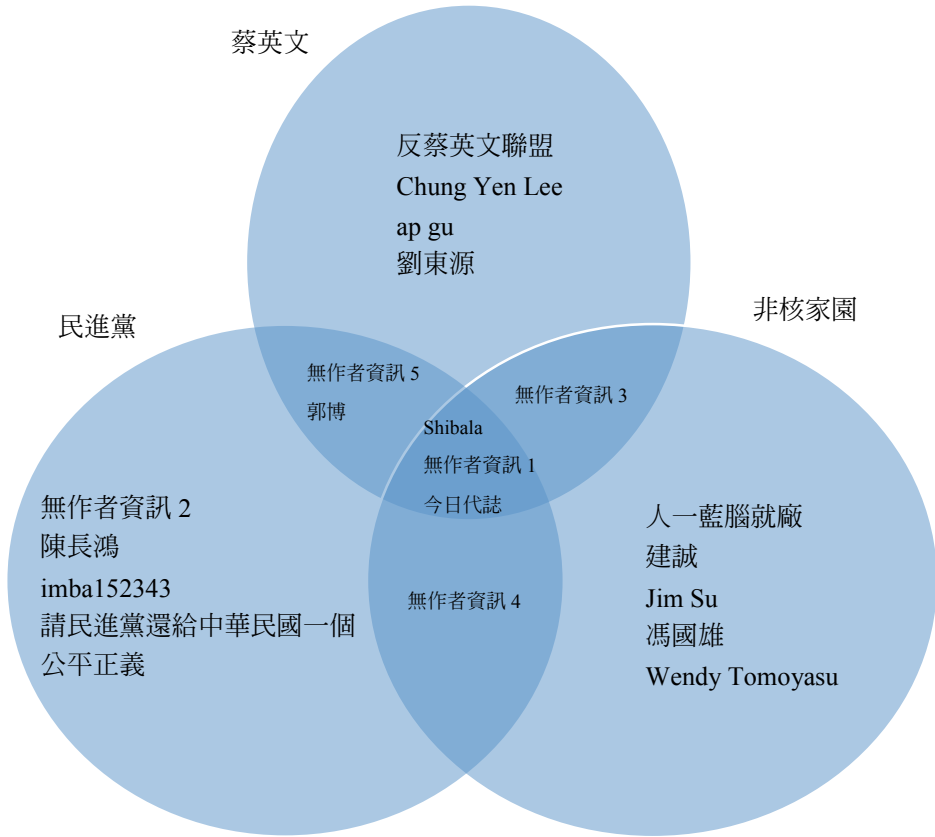 蔡英文
反蔡英文聯盟
Chung Yen Lee
ap gu
劉東源
民進黨
非核家園
無作者資訊 5
郭博
無作者資訊 3
Shibala
無作者資訊 1
今日代誌
無作者資訊 2
陳長鴻
imba152343
請民進黨還給中華民國一個
公平正義
無作者資訊 4
人一藍腦就廠
建誠
Jim Su
馮國雄
Wendy Tomoyasu